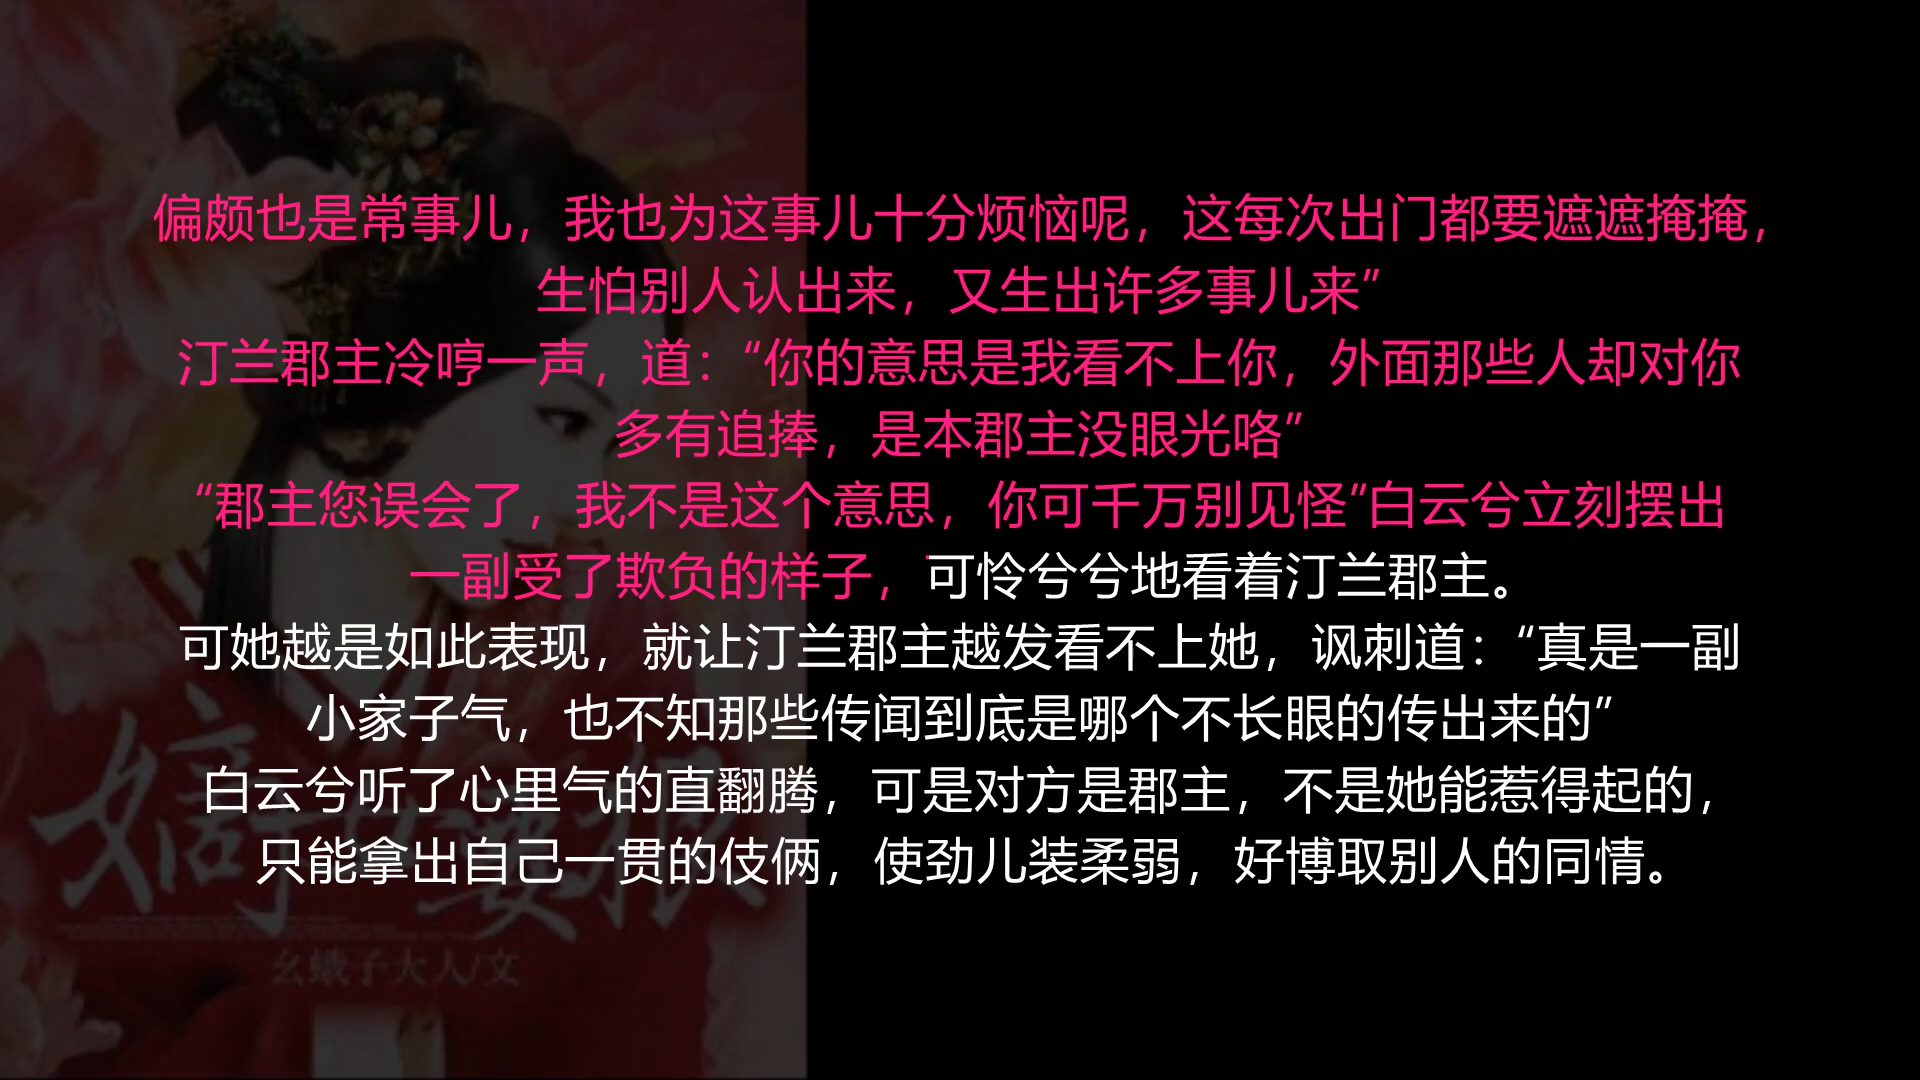 偏颇也是常事儿，我也为这事儿十分烦恼呢，这每次出门都要遮遮掩掩，
生怕别人认出来，又生出许多事儿来”
汀兰郡主冷哼一声，道：“你的意思是我看不上你，外面那些人却对你
多有追捧，是本郡主没眼光咯”
“郡主您误会了，我不是这个意思，你可千万别见怪”白云兮立刻摆出
一副受了欺负的样子，可怜兮兮地看着汀兰郡主。
可她越是如此表现，就让汀兰郡主越发看不上她，讽刺道：“真是一副
小家子气，也不知那些传闻到底是哪个不长眼的传出来的”
白云兮听了心里气的直翻腾，可是对方是郡主，不是她能惹得起的，
只能拿出自己一贯的伎俩，使劲儿装柔弱，好博取别人的同情。
嫡女要狠
幺蛾子大人/文